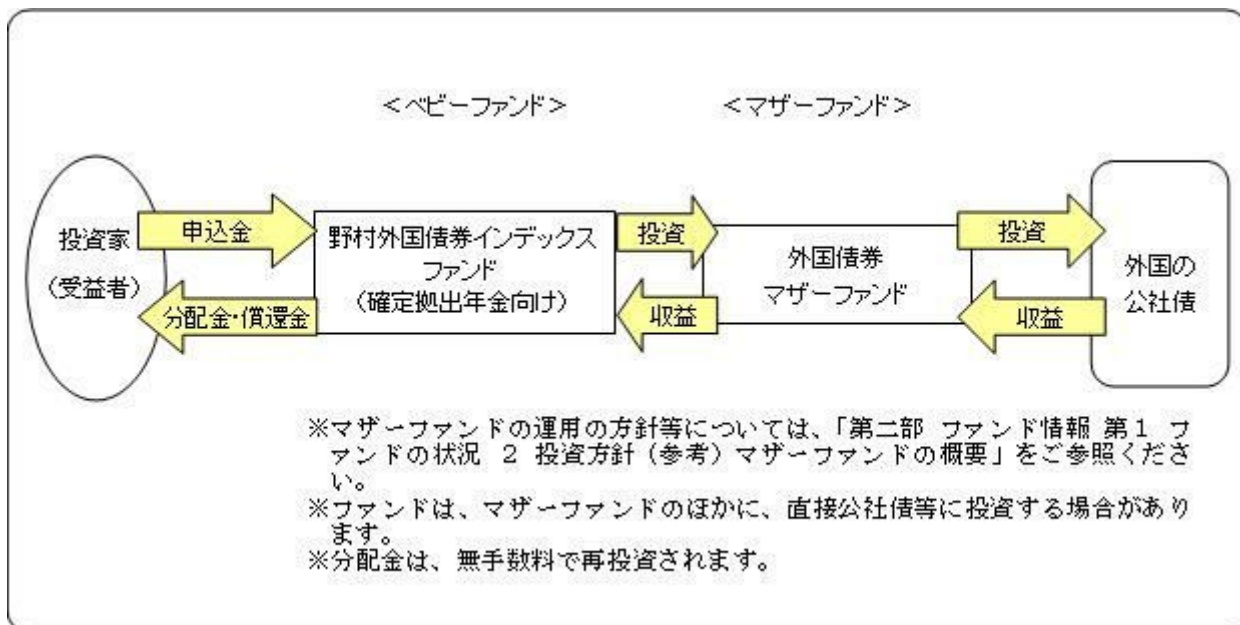 <ベビーファンド>
<マザーファンド>
投資家
(受益者)
申込金
分配金・償還金
野村外国債券インデックス
ファンド
(確定拠出年金向け)
投資
収益
外国債券
マザーファンド
投資
収益
外国の
公社債
※マザーファンドの運用の方針等については、「第二部 ファンド情報 第1 フ
ァンドの状況 2 投資方針(参考)マザーファンドの概要」をご参照くださ
い。
※ファンドは、マザーファンドのほかに、直接公社債等に投資する場合があり
ます。
※分配金は、無手数料で再投資されます。